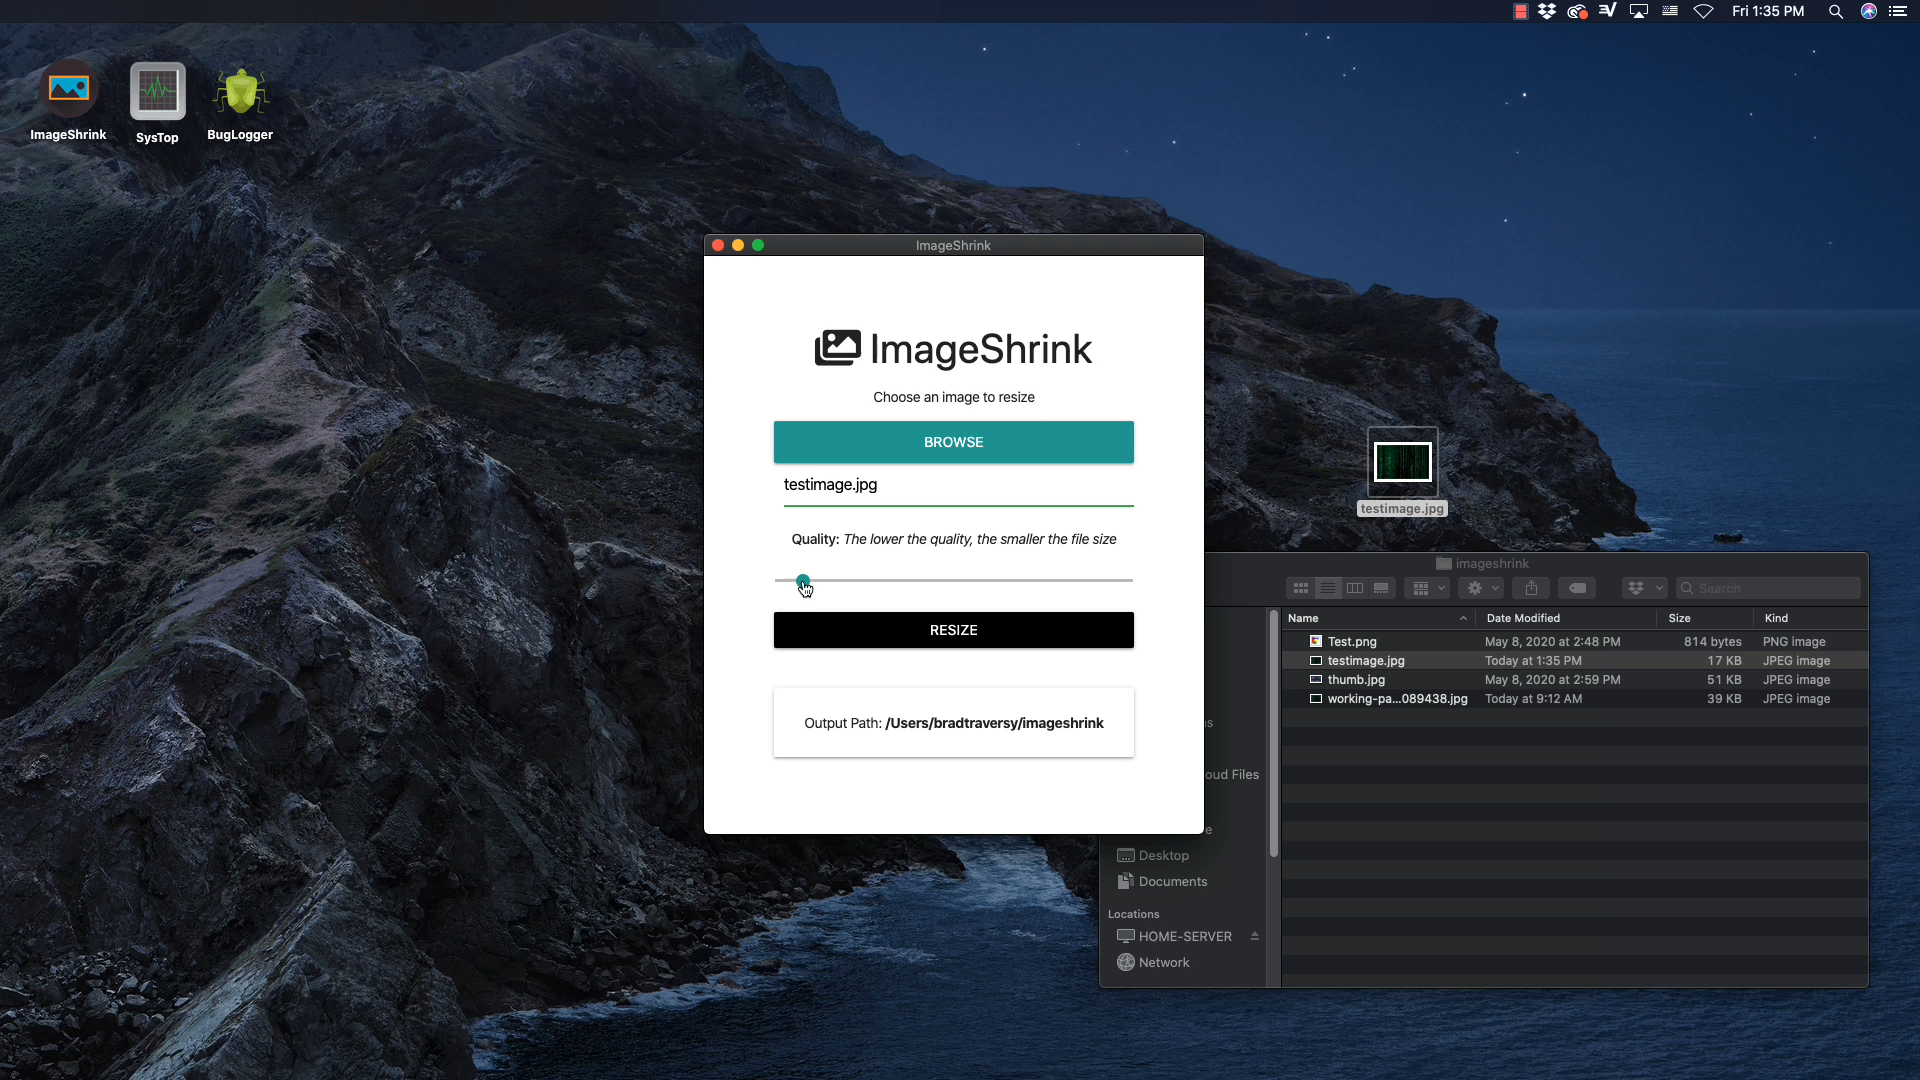 Fri 1:35 PM
ImageShrink
SysTop
BugLogger
ImageShrink
ImageShrink
Choose an image to resize
BROWSE
testimage.jpg
Quality: The lower the quality, the smaller the file size
RESIZE
Output Path: /Users/bradtraversy/imageshrink
testimage.jpg
imageshrink
Search
Name Date Modified Size Kind
Test.png May 8, 2020 at 2:48 PM 814 bytes PNG image
testimage.jpg Today at 1:35 PM 17 KB JPEG image
thumb.jpg May 8, 2020 at 2:59 PM 51 KB JPEG image
working-pa...089438.jpg Today at 9:12 AM 39 KB JPEG image
oud Files
Desktop
Documents
Locations
HOME-SERVER
Network